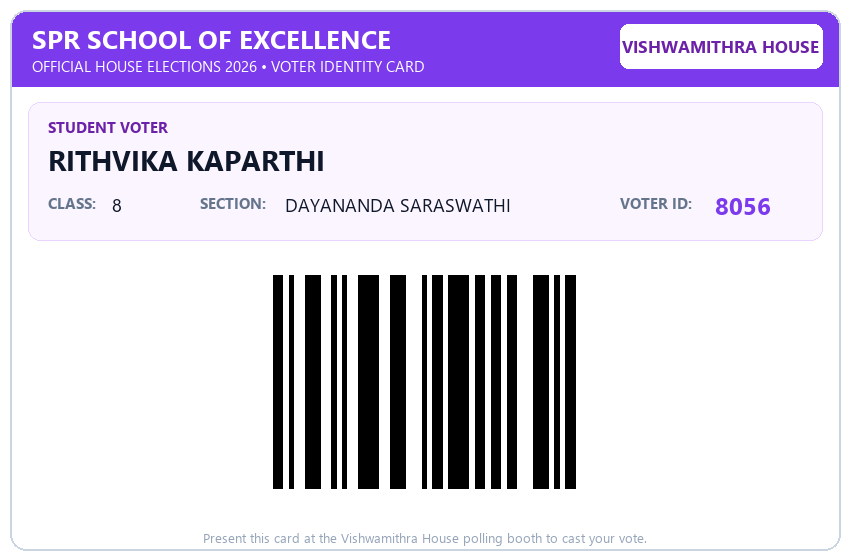 SPR SCHOOL OF EXCELLENCE
VISHWAMITHRA HOUSE
OFFICIAL HOUSE ELECTIONS 2026 • VOTER IDENTITY CARD
STUDENT VOTER
RITHVIKA KAPARTHI
CLASS: 8 SECTION: DAYANANDA SARASWATHI VOTER ID: 8056
Present this card at the Vishwamithra House polling booth to cast your vote.